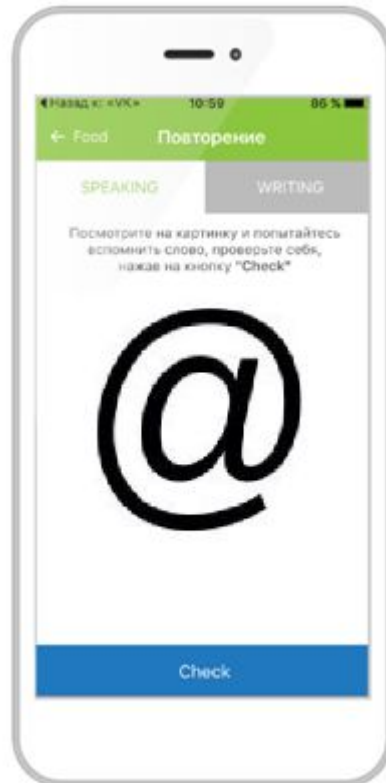 Назад к: «VK» 10:59 86 %
← Food Повторение
SPEAKING WRITING
Посмотрите на картинку и попытайтесь
вспомнить слово, проверьте себя,
нажав на кнопку "Check"
@
Check